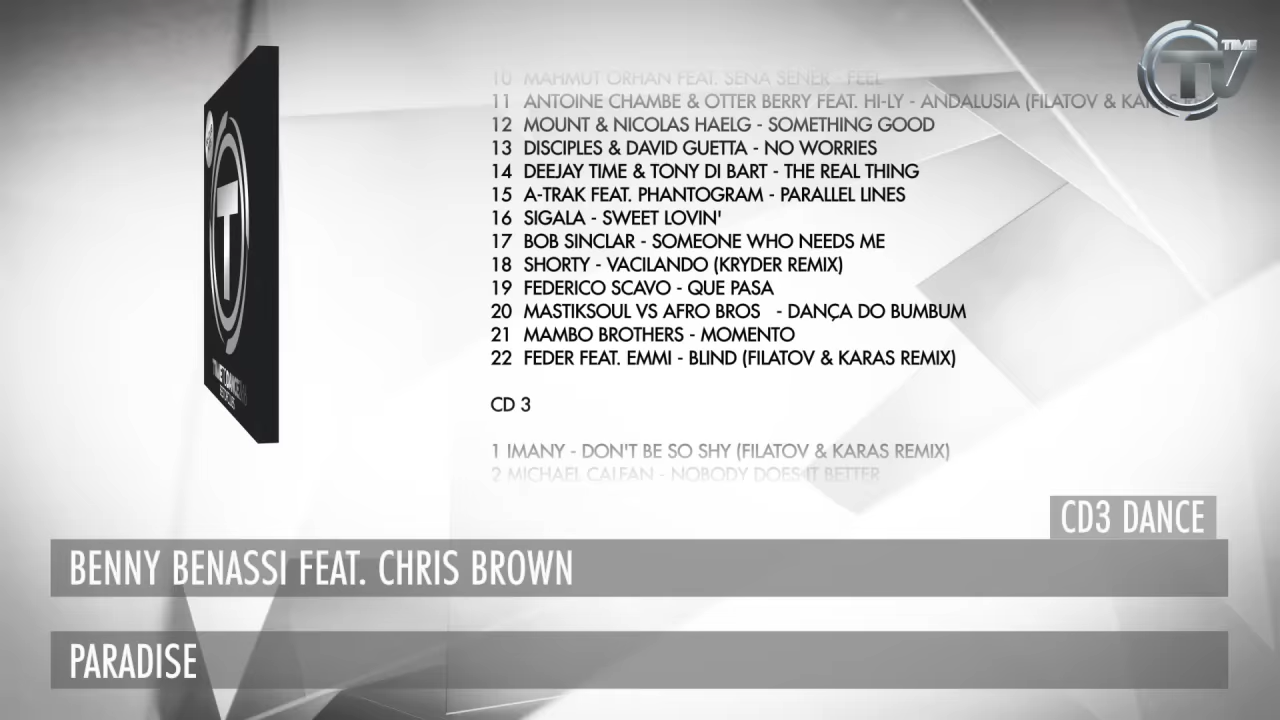 10 MAHMUT ORHAN FEAT. SENA SENER - FEEL
11 ANTOINE CHAMBE & OTTER BERRY FEAT. HI-LY - ANDALUSIA (FILATOV &
12 MOUNT & NICOLAS HAELG - SOMETHING GOOD
13 DISCIPLES & DAVID GUETTA - NO WORRIES
14 DEEJAY TIME & TONY DI BART - THE REAL THING
15 A-TRAK FEAT. PHANTOGRAM - PARALLEL LINES
16 SIGALA - SWEET LOVIN'
17 BOB SINCLAR - SOMEONE WHO NEEDS ME
18 SHORTY - VACILANDO (KRYDER REMIX)
19 FEDERICO SCAVO - QUE PASA
20 MASTIKSOUL VS AFRO BROS - DANÇA DO BUMBUM
21 MAMBO BROTHERS - MOMENTO
22 FEDER FEAT. EMMI - BLIND (FILATOV & KARAS REMIX)
CD 3
1 IMANY - DON'T BE SO SHY (FILATOV & KARAS REMIX)
2 MICHAEL CALFAN - NOBODY DOES IT BETTER
TIME
TV
T
CD3 DANCE
BENNY BENASSI FEAT. CHRIS BROWN
PARADISE